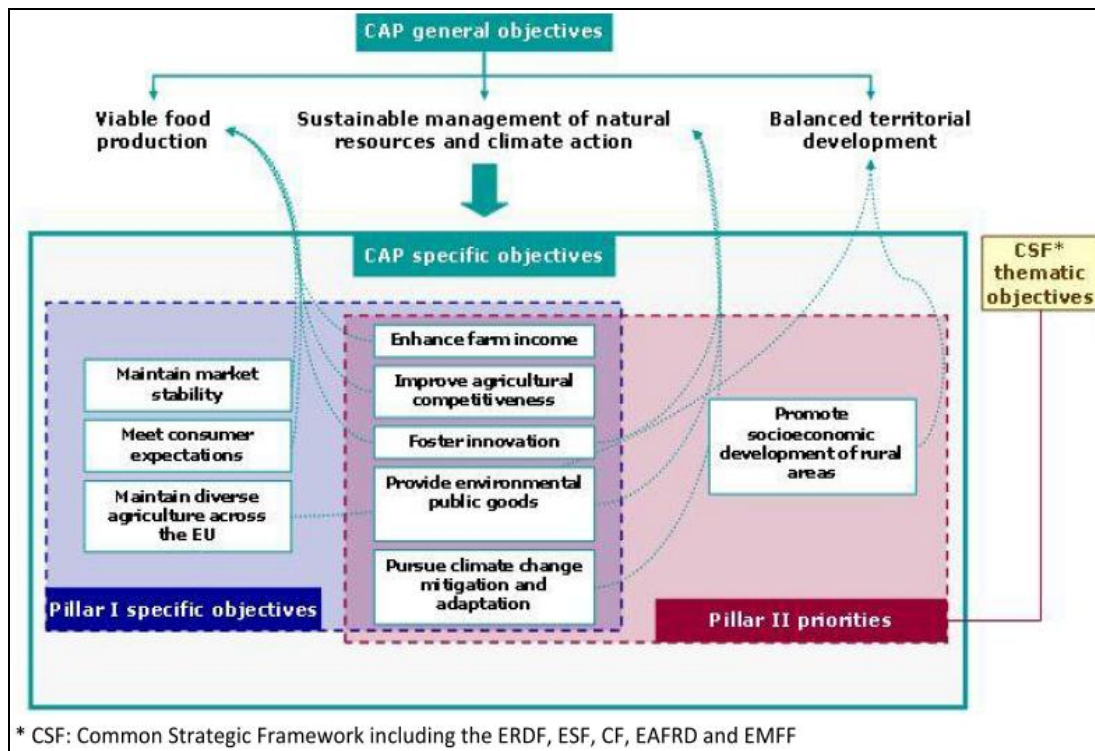 CAP general objectives
Viable food
production
Sustainable management of natural
resources and climate action
Balanced territorial
development
CAP specific objectives
CSF*
thematic
objectives
Enhance farm income
Maintain market
stability
Improve agricultural
competitiveness
Meet consumer
expectations
Foster innovation
Promote
socioeconomic
development of rural
areas
Maintain diverse
agriculture across
the EU
Provide environmental
public goods
Pursue climate change
mitigation and
adaptation
Pillar I specific objectives
Pillar II priorities
* CSF: Common Strategic Framework including the ERDF, ESF, CF, EAFRD and EMFF